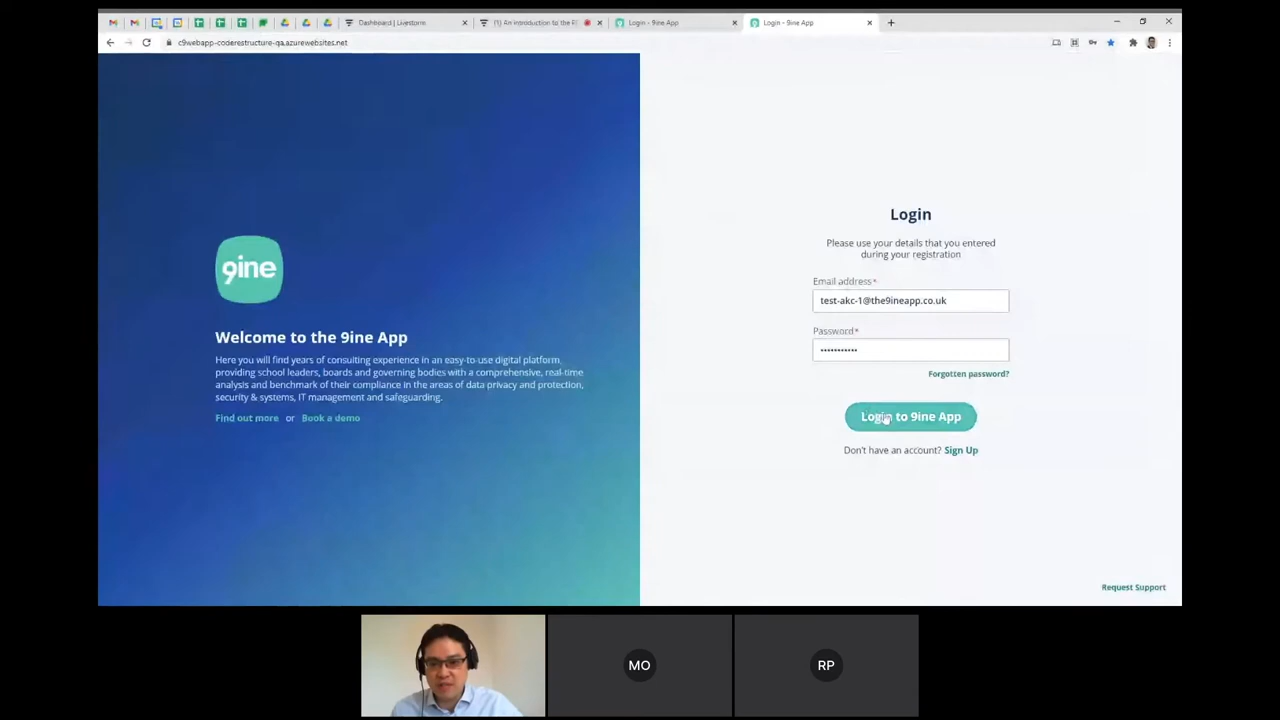 Dashboard | Livestorm
(1) An introduction to the
Login - 9ine App
Login - 9ine App
c9webapp-coderestructure-qa.azurewebsites.net
9ine
Welcome to the 9ine App
Here you will find years of consulting experience in an easy-to-use digital platform,
providing school leaders, boards and governing bodies with a comprehensive, real-time
analysis and benchmark of their compliance in the areas of data privacy and protection,
security & systems, IT management and safeguarding.
Find out more or Book a demo
Login
Please use your details that you entered
during your registration
Email address*
test-akc-1@the9ineapp.co.uk
Password*
•••••••••••
Forgotten password?
Login to 9ine App
Don't have an account? Sign Up
Request Support
MO
RP